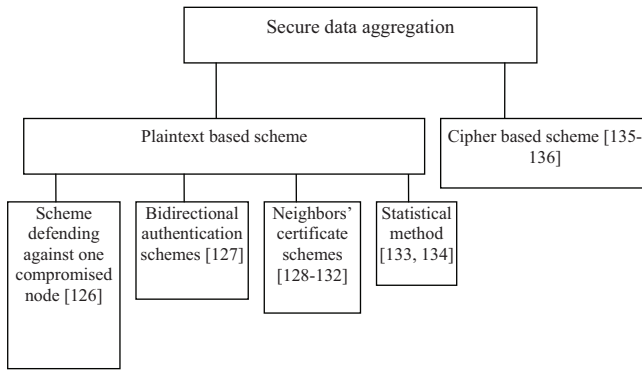 Secure data aggregation
Plaintext based scheme
Cipher based scheme [135-
136]
Scheme
defending
against one
compromised
node [126]
Bidirectional
authentication
schemes [127]
Neighbors’
certificate
schemes
[128-132]
Statistical
method
[133, 134]